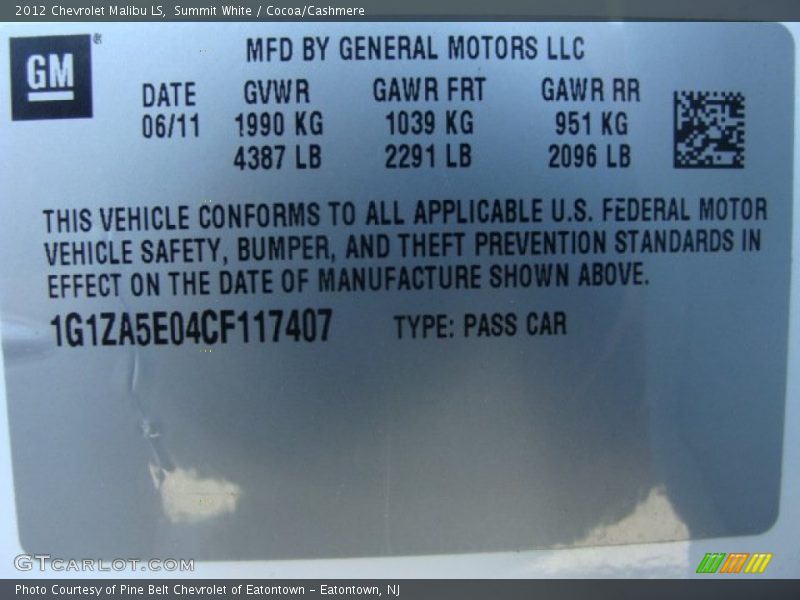 2012 Chevrolet Malibu LS, Summit White / Cocoa/Cashmere
GM®
MFD BY GENERAL MOTORS LLC
DATE GVWR GAWR FRT GAWR RR
06/11 1990 KG 1039 KG 951 KG
4387 LB 2291 LB 2096 LB
THIS VEHICLE CONFORMS TO ALL APPLICABLE U.S. FEDERAL MOTOR
VEHICLE SAFETY, BUMPER, AND THEFT PREVENTION STANDARDS IN
EFFECT ON THE DATE OF MANUFACTURE SHOWN ABOVE.
1G1ZA5E04CF117407 TYPE: PASS CAR
GTCARLOT.COM
Photo Courtesy of Pine Belt Chevrolet of Eatontown – Eatontown, NJ